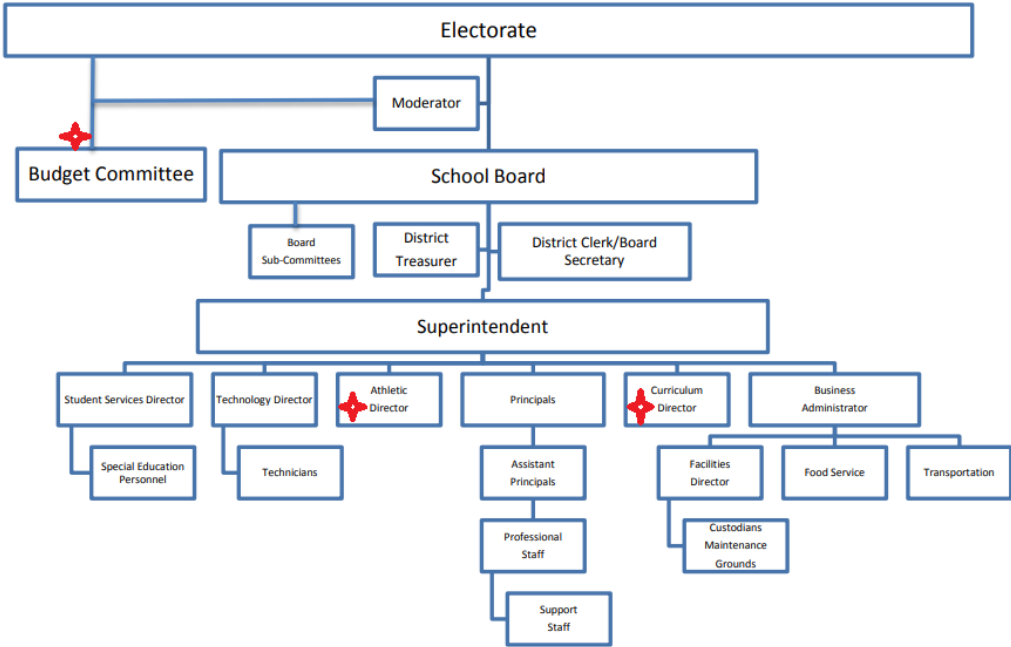 Electorate
Moderator
Budget Committee
School Board
Board
Sub-Committees
District
Treasurer
District Clerk/Board
Secretary
Superintendent
Student Services Director
Technology Director
Athletic
Director
Principals
Curriculum
Director
Business
Administrator
Special Education
Personnel
Technicians
Assistant
Principals
Facilities
Director
Food Service
Transportation
Professional
Staff
Custodians
Maintenance
Grounds
Support
Staff